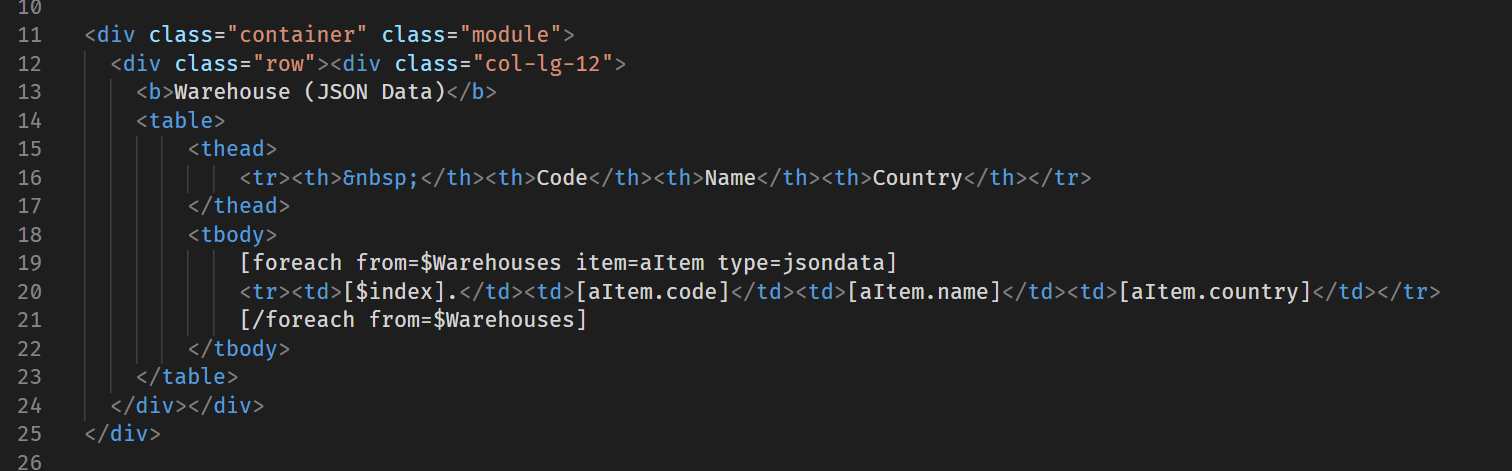 10
11 <div class="container" class="module">
12 <div class="row"><div class="col-lg-12">
13 <b>Warehouse (JSON Data)</b>
14 <table>
15 <thead>
16 <tr><th>&nbsp;</th><th>Code</th><th>Name</th><th>Country</th></tr>
17 </thead>
18 <tbody>
19 [foreach from=$Warehouses item=aItem type=jsondata]
20 <tr><td>[$index].</td><td>[aItem.code]</td><td>[aItem.name]</td><td>[aItem.country]</td></tr>
21 [/foreach from=$Warehouses]
22 </tbody>
23 </table>
24 </div></div>
25 </div>
26